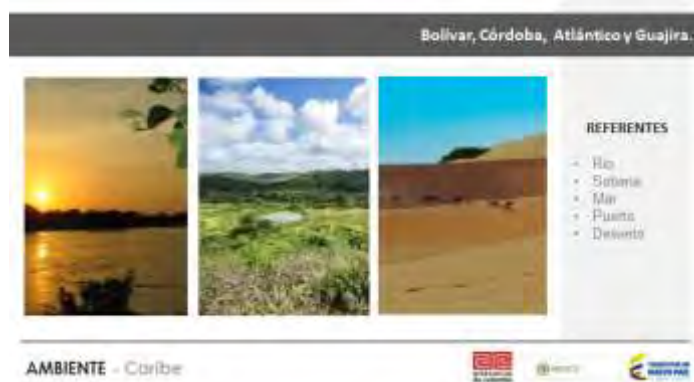 Bolívar, Córdoba, Atlántico y Guajira.
REFERENTES
• Río
• Sabana
• Mar
• Puerto
• Desierto
AMBIENTE - Caribe